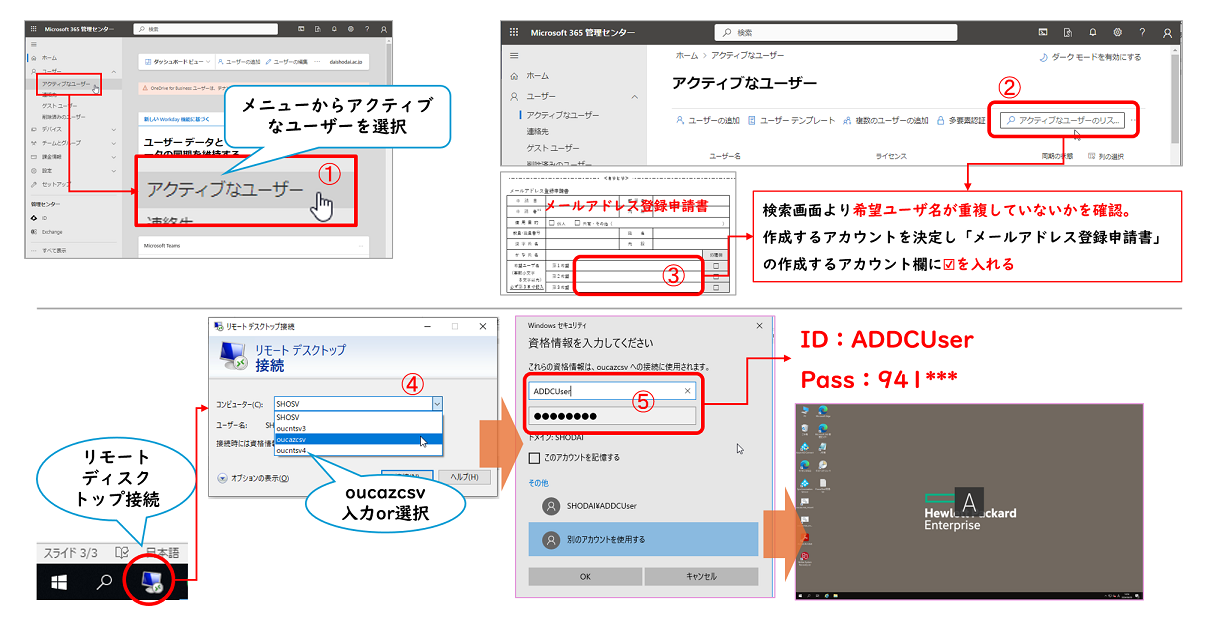 Microsoft 365 管理センター
検索
ホーム
ユーザー
アクティブなユーザー
連絡先
ゲスト ユーザー
削除済みのユーザー
デバイス
チームとグループ
課金情報
設定
セットアップ
管理センター
ID
Exchange
すべて表示
ダッシュボード ビュー
ユーザーの追加
ユーザーの編集
daishodai.ac.jp
新しい Workday 機能に基づく
ユーザー データと
ータの同期を維持する
Microsoft Teams
メニューからアクティブ
なユーザーを選択
①
アクティブなユーザー
連絡先
Microsoft 365 管理センター
検索
ホーム
ユーザー
アクティブなユーザー
連絡先
ゲスト ユーザー
削除済みのユーザー
ホーム > アクティブなユーザー
ダーク モードを有効にする
アクティブなユーザー
②
ユーザーの追加
ユーザー テンプレート
複数のユーザーの追加
多要素認証
アクティブなユーザーのリス...
ユーザー名
ライセンス
同期の状態
列の選択
メールアドレス登録申請書
メールアドレス登録申請書
第1希望
第2希望
第3希望
③
検索画面より希望ユーザ名が重複していないかを確認。
作成するアカウントを決定し「メールアドレス登録申請書」
の作成するアカウント欄に☑を入れる
リモート
ディスク
トップ接続
スライド 3/3
日本語
リモート デスクトップ接続
リモート デスクトップ
接続
④
コンピューター(C):
SHOSV
SHOSV
oucntsv3
oucazcsv
oucntsv4
ユーザー名:
SH
接続時には資格情報
オプションの表示(O)
ヘルプ(H)
oucazcsv
入力or選択
Windows セキュリティ
資格情報を入力してください
これらの資格情報は、oucazcsv への接続に使用されます。
ADDCUser
●●●●●●●●
⑤
ドメイン: SHODAI
このアカウントを記憶する
その他
SHODAI¥ADDCUser
別のアカウントを使用する
OK
キャンセル
ID：ADDCUser
Pass：941***
A
Hewlett Packard
Enterprise